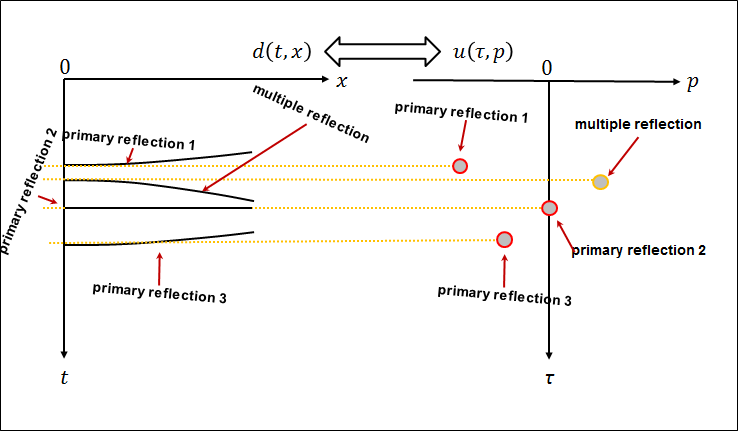 d(t,x) u(τ,p)
0 x 0 p
multiple reflection
primary reflection 1
multiple reflection
primary reflection 1
primary reflection 2
primary reflection 2
primary reflection 3
primary reflection 3
t τ